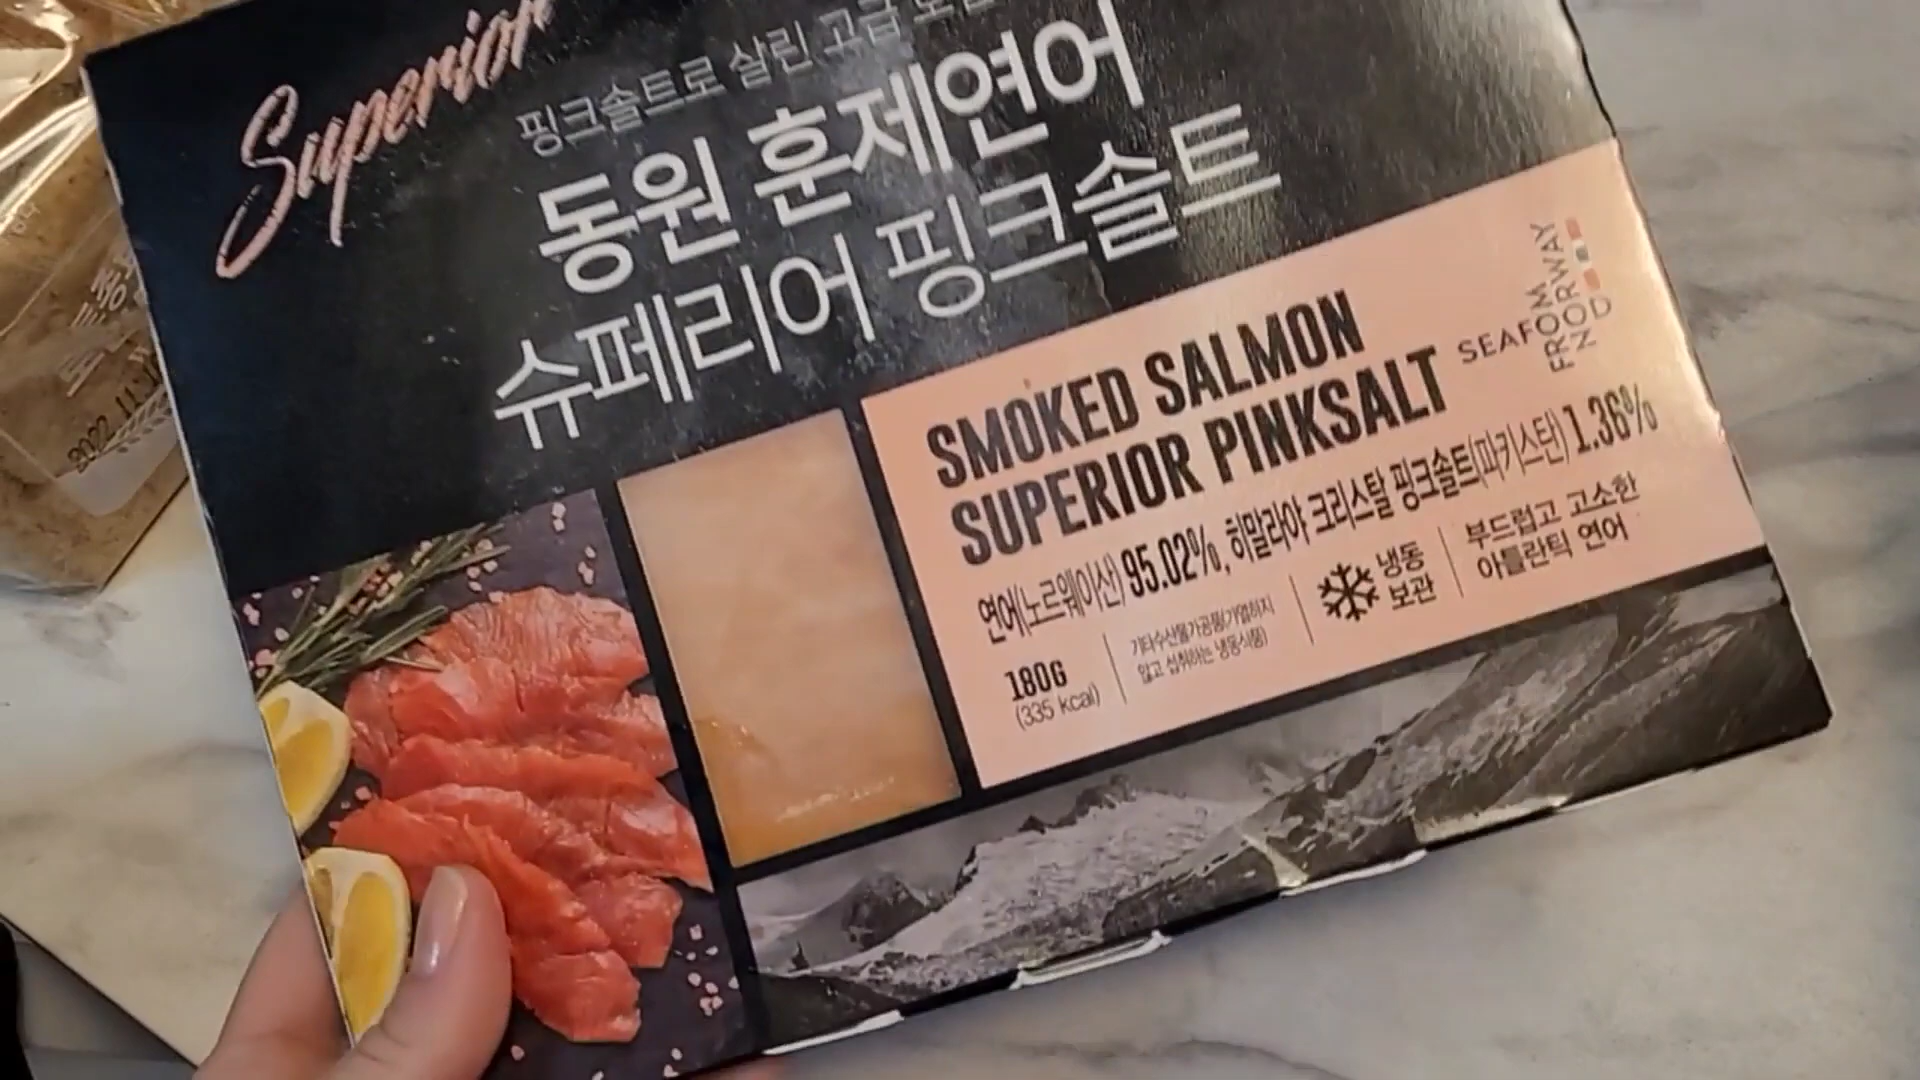 Superior
핑크솔트로 살린 고급
동원 훈제연어
슈페리어 핑크솔트
SMOKED SALMON
SUPERIOR PINKSALT
SEAFOOD
FROM
NORWAY
연어(노르웨이산) 95.02%, 히말라야 크리스탈 핑크솔트(파키스탄) 1.36%
180G
(335 kcal)
기타수산물가공품(가열하지
않고 섭취하는 냉동식품)
냉동
보관
부드럽고 고소한
아틀란틱 연어
2022.11.